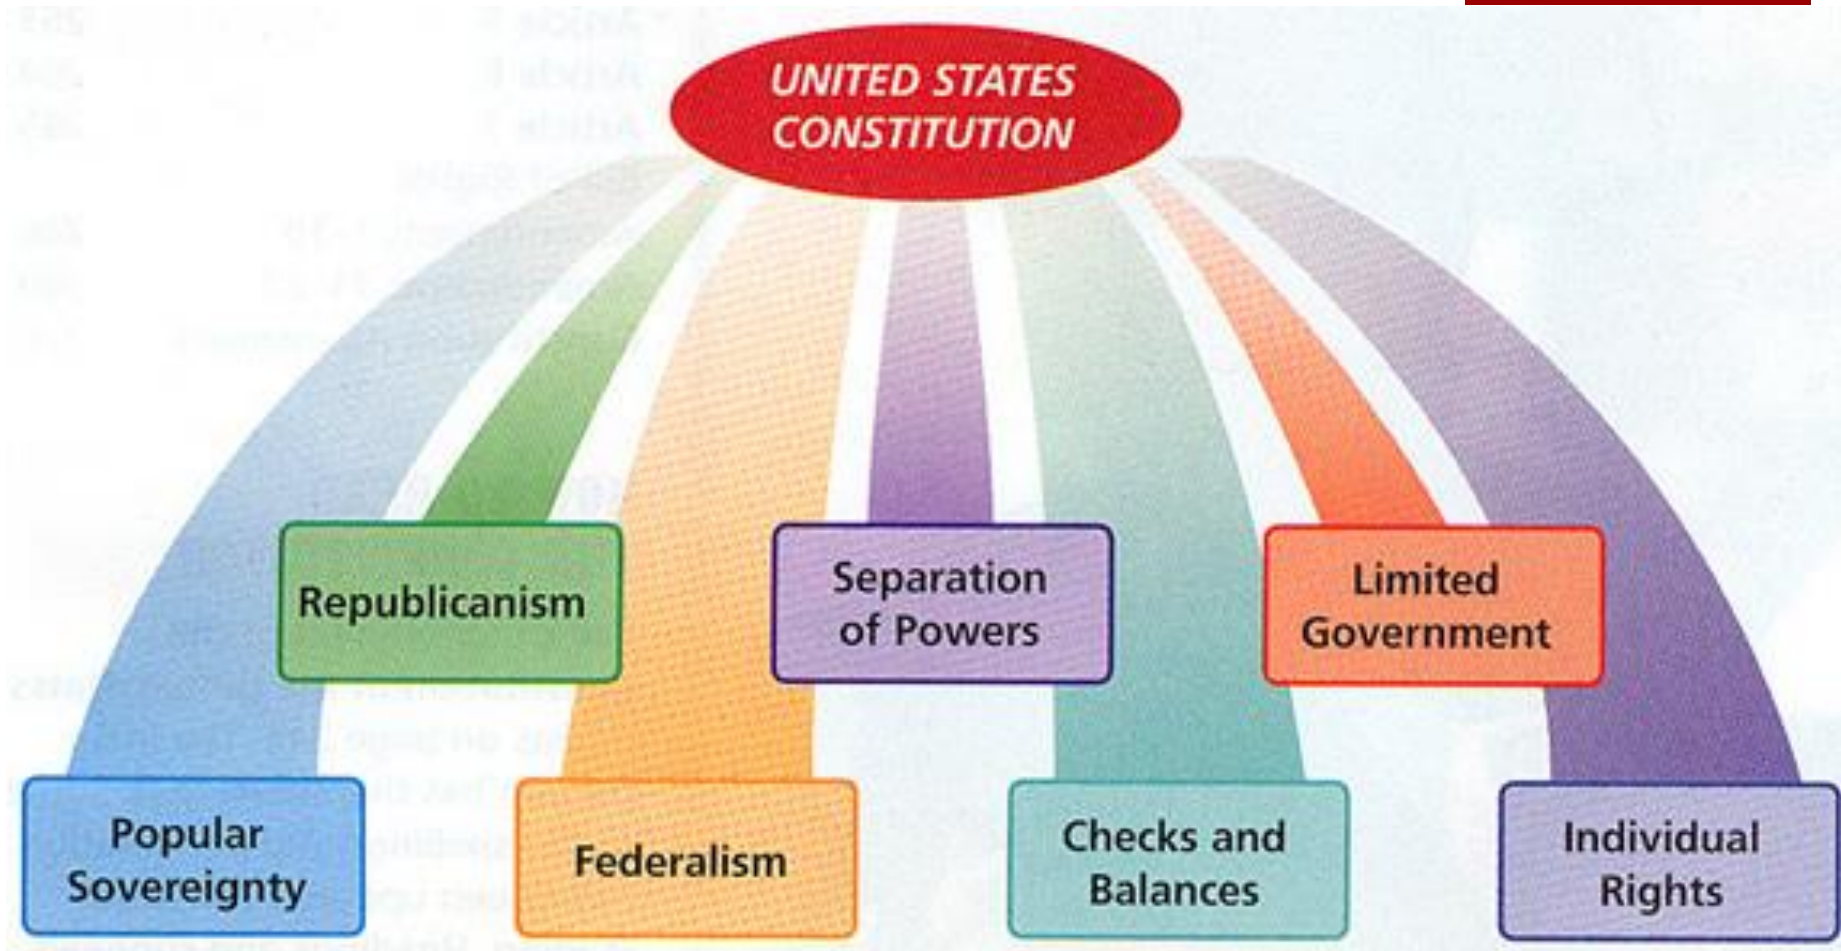 UNITED STATES
CONSTITUTION
Republicanism
Separation
of Powers
Limited
Government
Popular
Sovereignty
Federalism
Checks and
Balances
Individual
Rights